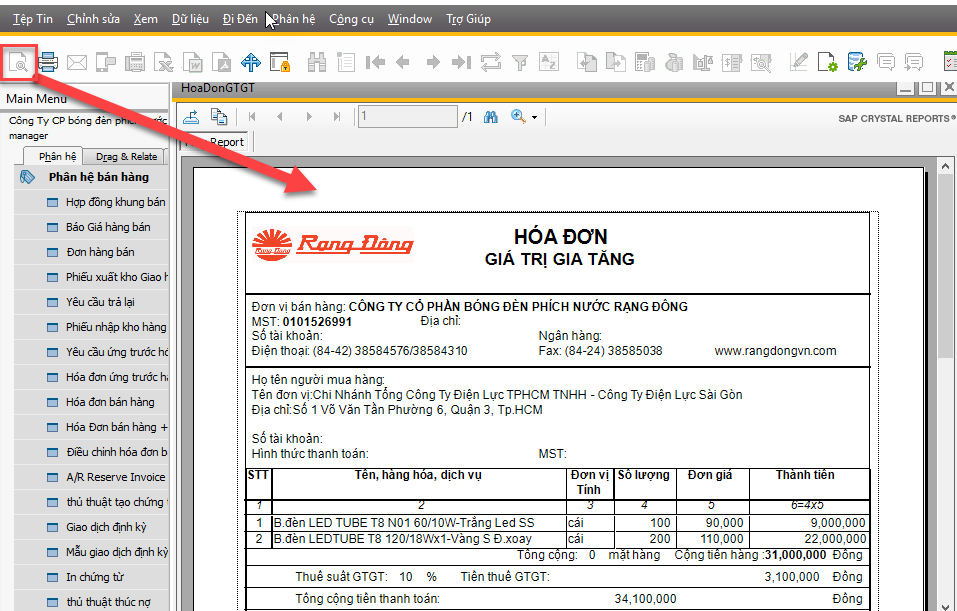 Tệp Tin Chỉnh sửa Xem Dữ liệu Đi Đến Phân hệ Công cụ Window Trợ Giúp
HoaDonGTGT
Main Menu
1 /1 SAP CRYSTAL REPORTS®
Công Ty CP bóng đèn phích nước
manager
Report
Phân hệ Drag & Relate
Phân hệ bán hàng
Hợp đồng khung bán
Báo Giá hàng bán
Đơn hàng bán
Phiếu xuất kho Giao h
Yêu cầu trả lại
Phiếu nhập kho hàng
Yêu cầu ứng trước hó
Hóa đơn ứng trước hà
Hóa đơn bán hàng
Hóa Đơn bán hàng +
Điều chinh hóa đơn b
A/R Reserve Invoice
thủ thuật tạo chứng
Giao dịch định kỳ
Mẫu giao dịch định kỳ
In chứng từ
thủ thuật thúc nợ
Rạng Đông
HÓA ĐƠN
GIÁ TRỊ GIA TĂNG
Đơn vị bán hàng: CÔNG TY CỔ PHẦN BÓNG ĐÈN PHÍCH NƯỚC RẠNG ĐÔNG
MST: 0101526991 Địa chỉ:
Số tài khoản: Ngân hàng:
Điện thoại: (84-42) 38584576/38584310 Fax: (84-24) 38585038 www.rangdongvn.com
Họ tên người mua hàng:
Tên đơn vị:Chi Nhánh Tổng Công Ty Điện Lực TPHCM TNHH - Công Ty Điện Lực Sài Gòn
Địa chỉ:Số 1 Võ Văn Tần Phường 6, Quận 3, Tp.HCM
Số tài khoản:
Hình thức thanh toán: MST:
STT Tên, hàng hóa, dịch vụ Đơn vị Tính Số lượng Đơn giá Thành tiền
1 2 3 4 5 6=4x5
1 B.đèn LED TUBE T8 N01 60/10W-Trắng Led SS cái 100 90,000 9,000,000
2 B.đèn LEDTUBE T8 120/18Wx1-Vàng S Đ.xoay cái 200 110,000 22,000,000
Tổng cộng: 0 mặt hàng Cộng tiền hàng :31,000,000 Đồng
Thuế suất GTGT: 10 % Tiền thuế GTGT: 3,100,000 Đồng
Tổng cộng tiền thanh toán: 34,100,000 Đồng